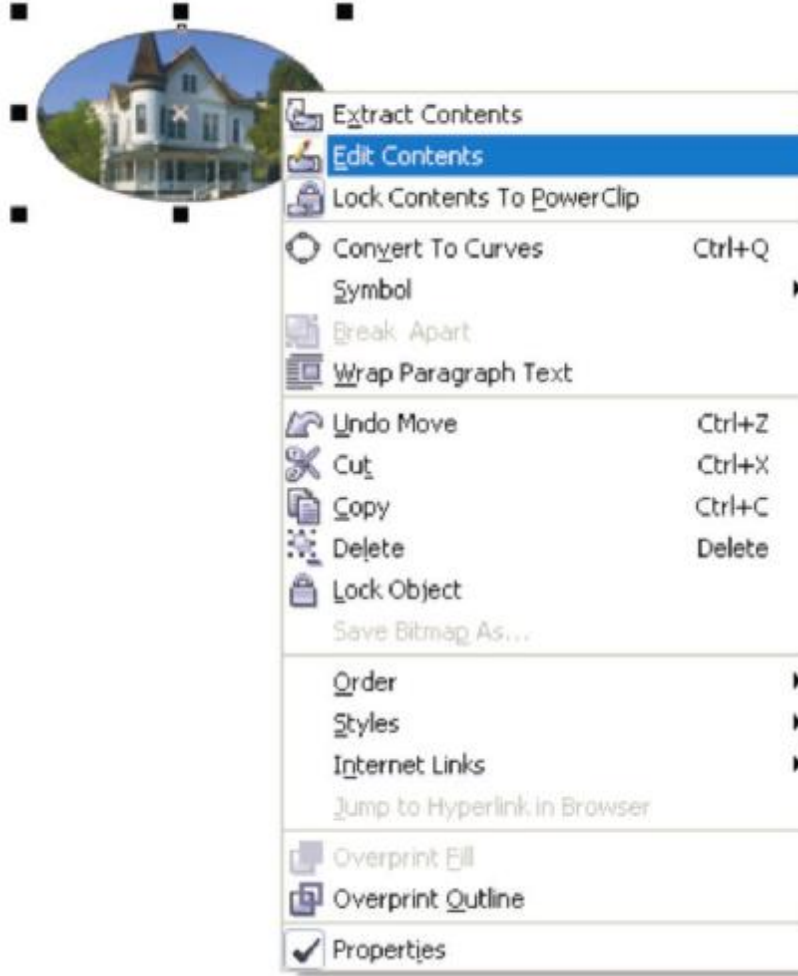 Extract Contents
Edit Contents
Lock Contents To PowerClip
Convert To Curves Ctrl+Q
Symbol
Break Apart
Wrap Paragraph Text
Undo Move Ctrl+Z
Cut Ctrl+X
Copy Ctrl+C
Delete Delete
Lock Object
Save Bitmap As...
Order
Styles
Internet Links
Jump to Hyperlink in Browser
Overprint Fill
Overprint Outline
Properties